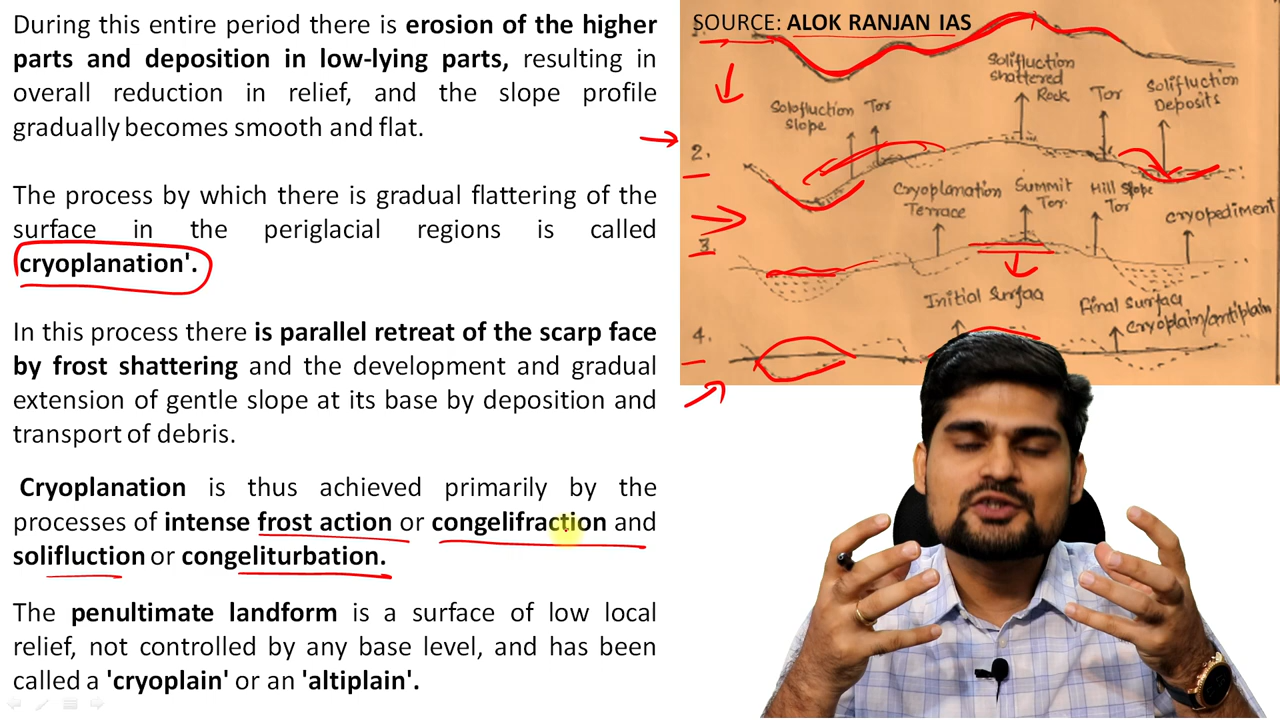 During this entire period there is erosion of the higher
parts and deposition in low-lying parts, resulting in
overall reduction in relief, and the slope profile
gradually becomes smooth and flat.
The process by which there is gradual flattering of the
surface in the periglacial regions is called
cryoplanation'.
In this process there is parallel retreat of the scarp face
by frost shattering and the development and gradual
extension of gentle slope at its base by deposition and
transport of debris.
Cryoplanation is thus achieved primarily by the
processes of intense frost action or congelifraction and
solifluction or congeliturbation.
The penultimate landform is a surface of low local
relief, not controlled by any base level, and has been
called a 'cryoplain' or an 'altiplain'.
SOURCE: ALOK RANJAN IAS
1.
Solifluction
Shattered
Rock
Solofluction
Slope
Tor
Tor
Solifluction
Deposits
2.
Cryoplanation
Terrace
Summit
Tor
Hill Slope
Tor
cryopediment
3.
Initial Surfac
Final Surface
Cryoplain/antiplain
4.